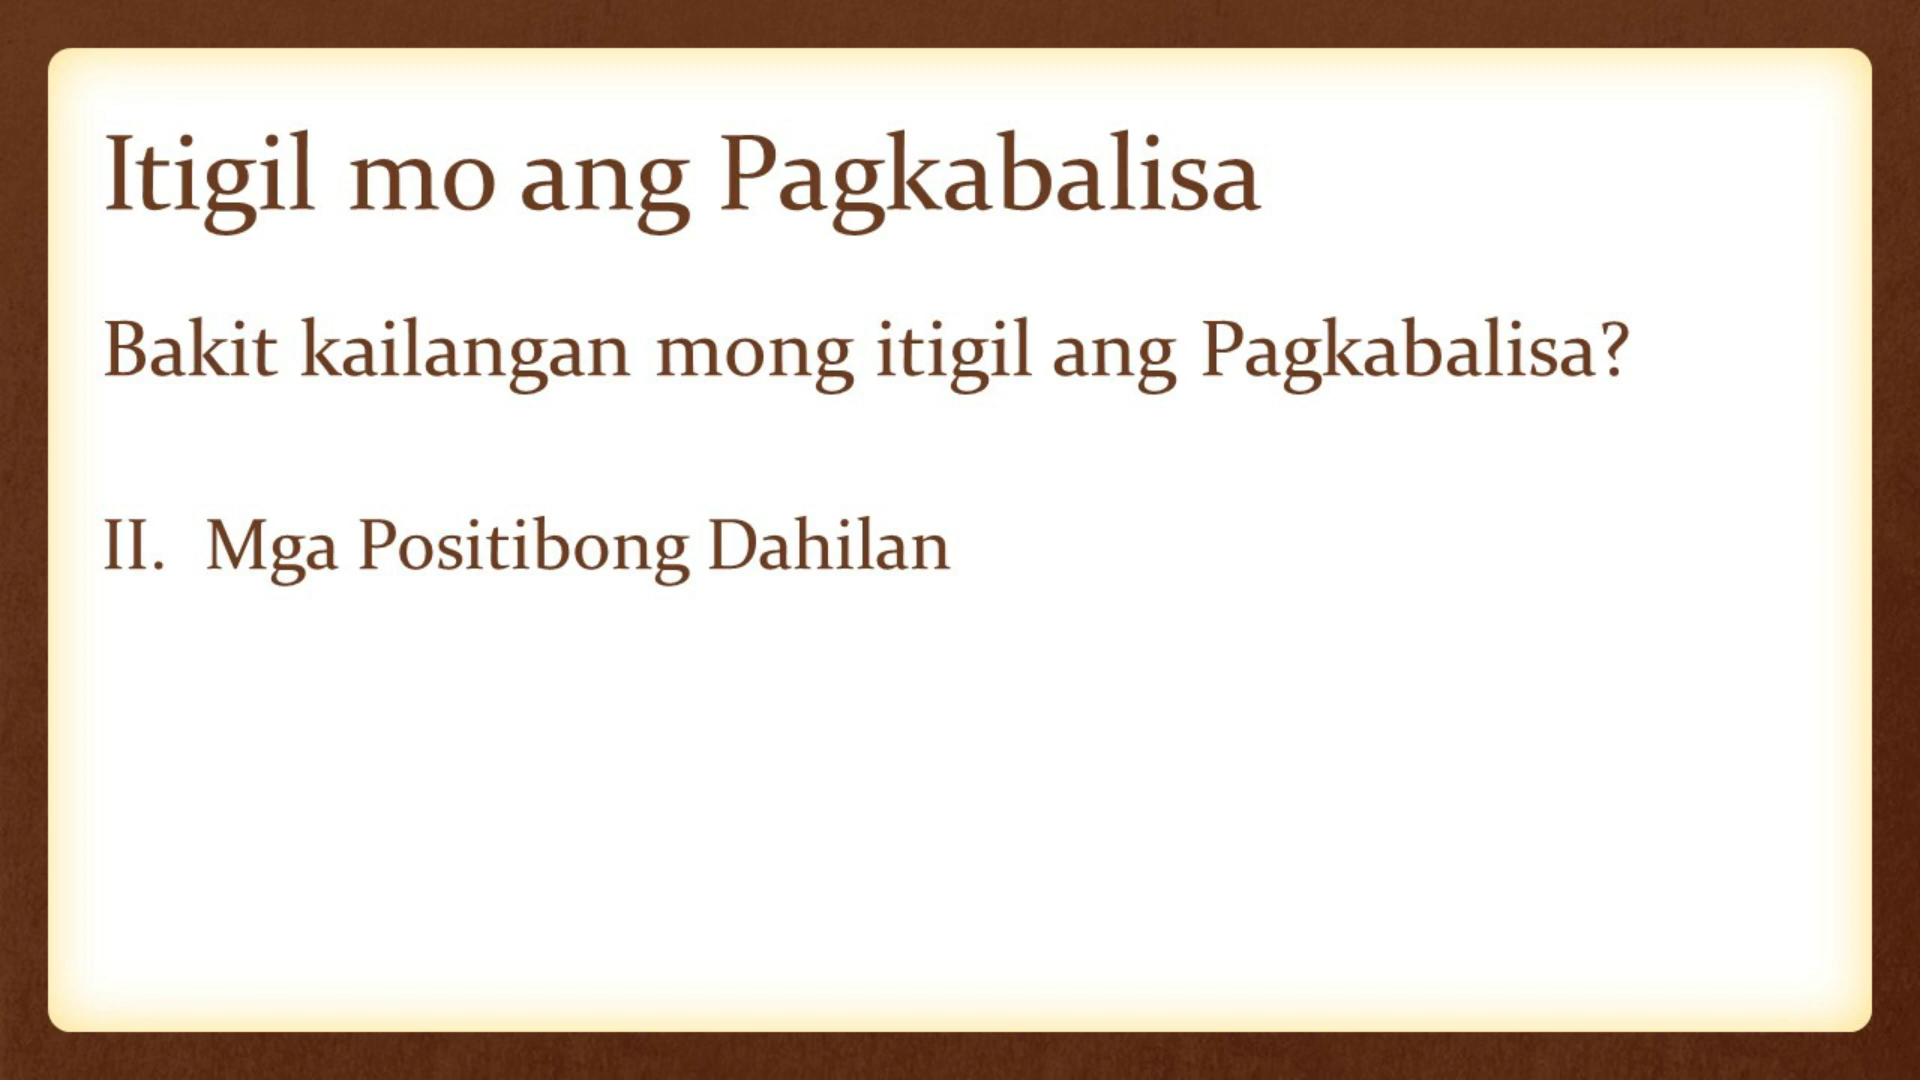 Itigil mo ang Pagkabalisa
Bakit kailangan mong itigil ang Pagkabalisa?
II. Mga Positibong Dahilan